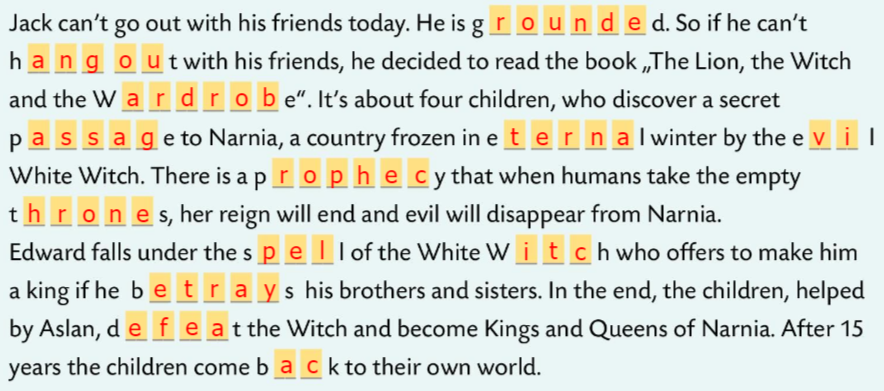 Jack can't go out with his friends today. He is grounded. So if he can't
hang out with his friends, he decided to read the book „The Lion, the Witch
and the Wardrobe“. It's about four children, who discover a secret
passage to Narnia, a country frozen in eternal winter by the evil
White Witch. There is a prophecy that when humans take the empty
thrones, her reign will end and evil will disappear from Narnia.
Edward falls under the spell of the White Witch who offers to make him
a king if he betrays his brothers and sisters. In the end, the children, helped
by Aslan, defeat the Witch and become Kings and Queens of Narnia. After 15
years the children come back to their own world.